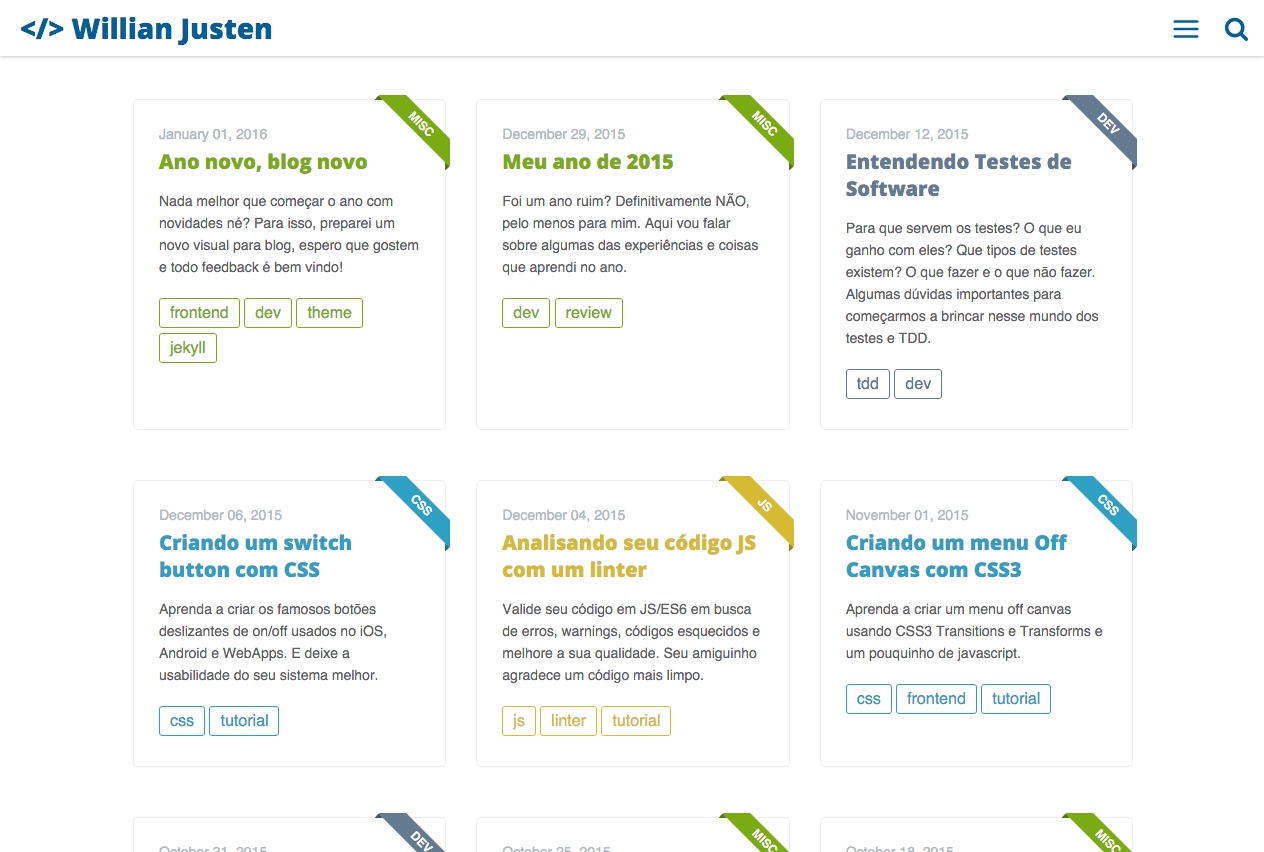 </> Willian Justen
MISC
January 01, 2016
Ano novo, blog novo
Nada melhor que começar o ano com
novidades né? Para isso, preparei um
novo visual para blog, espero que gostem
e todo feedback é bem vindo!
frontend dev theme
jekyll
MISC
December 29, 2015
Meu ano de 2015
Foi um ano ruim? Definitivamente NÃO,
pelo menos para mim. Aqui vou falar
sobre algumas das experiências e coisas
que aprendi no ano.
dev review
DEV
December 12, 2015
Entendendo Testes de
Software
Para que servem os testes? O que eu
ganho com eles? Que tipos de testes
existem? O que fazer e o que não fazer.
Algumas dúvidas importantes para
começarmos a brincar nesse mundo dos
testes e TDD.
tdd dev
CSS
December 06, 2015
Criando um switch
button com CSS
Aprenda a criar os famosos botões
deslizantes de on/off usados no iOS,
Android e WebApps. E deixe a
usabilidade do seu sistema melhor.
css tutorial
JS
December 04, 2015
Analisando seu código JS
com um linter
Valide seu código em JS/ES6 em busca
de erros, warnings, códigos esquecidos e
melhore a sua qualidade. Seu amiguinho
agradece um código mais limpo.
js linter tutorial
CSS
November 01, 2015
Criando um menu Off
Canvas com CSS3
Aprenda a criar um menu off canvas
usando CSS3 Transitions e Transforms e
um pouquinho de javascript.
css frontend tutorial
DEV
October 31, 2015
MISC
October 25, 2015
MISC
October 18, 2015